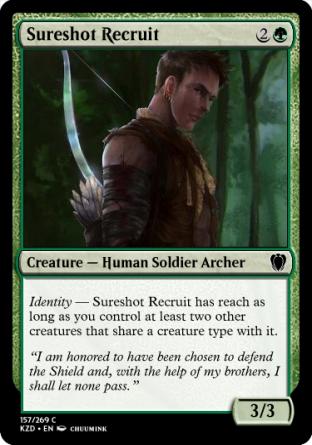 Sureshot Recruit 2
Creature — Human Soldier Archer
Identity — Sureshot Recruit has reach as
long as you control at least two other
creatures that share a creature type with it.
“I am honored to have been chosen to defend
the Shield and, with the help of my brothers, I
shall let none pass.”
3/3
157/269 C
KZD • EN CHUUMINK